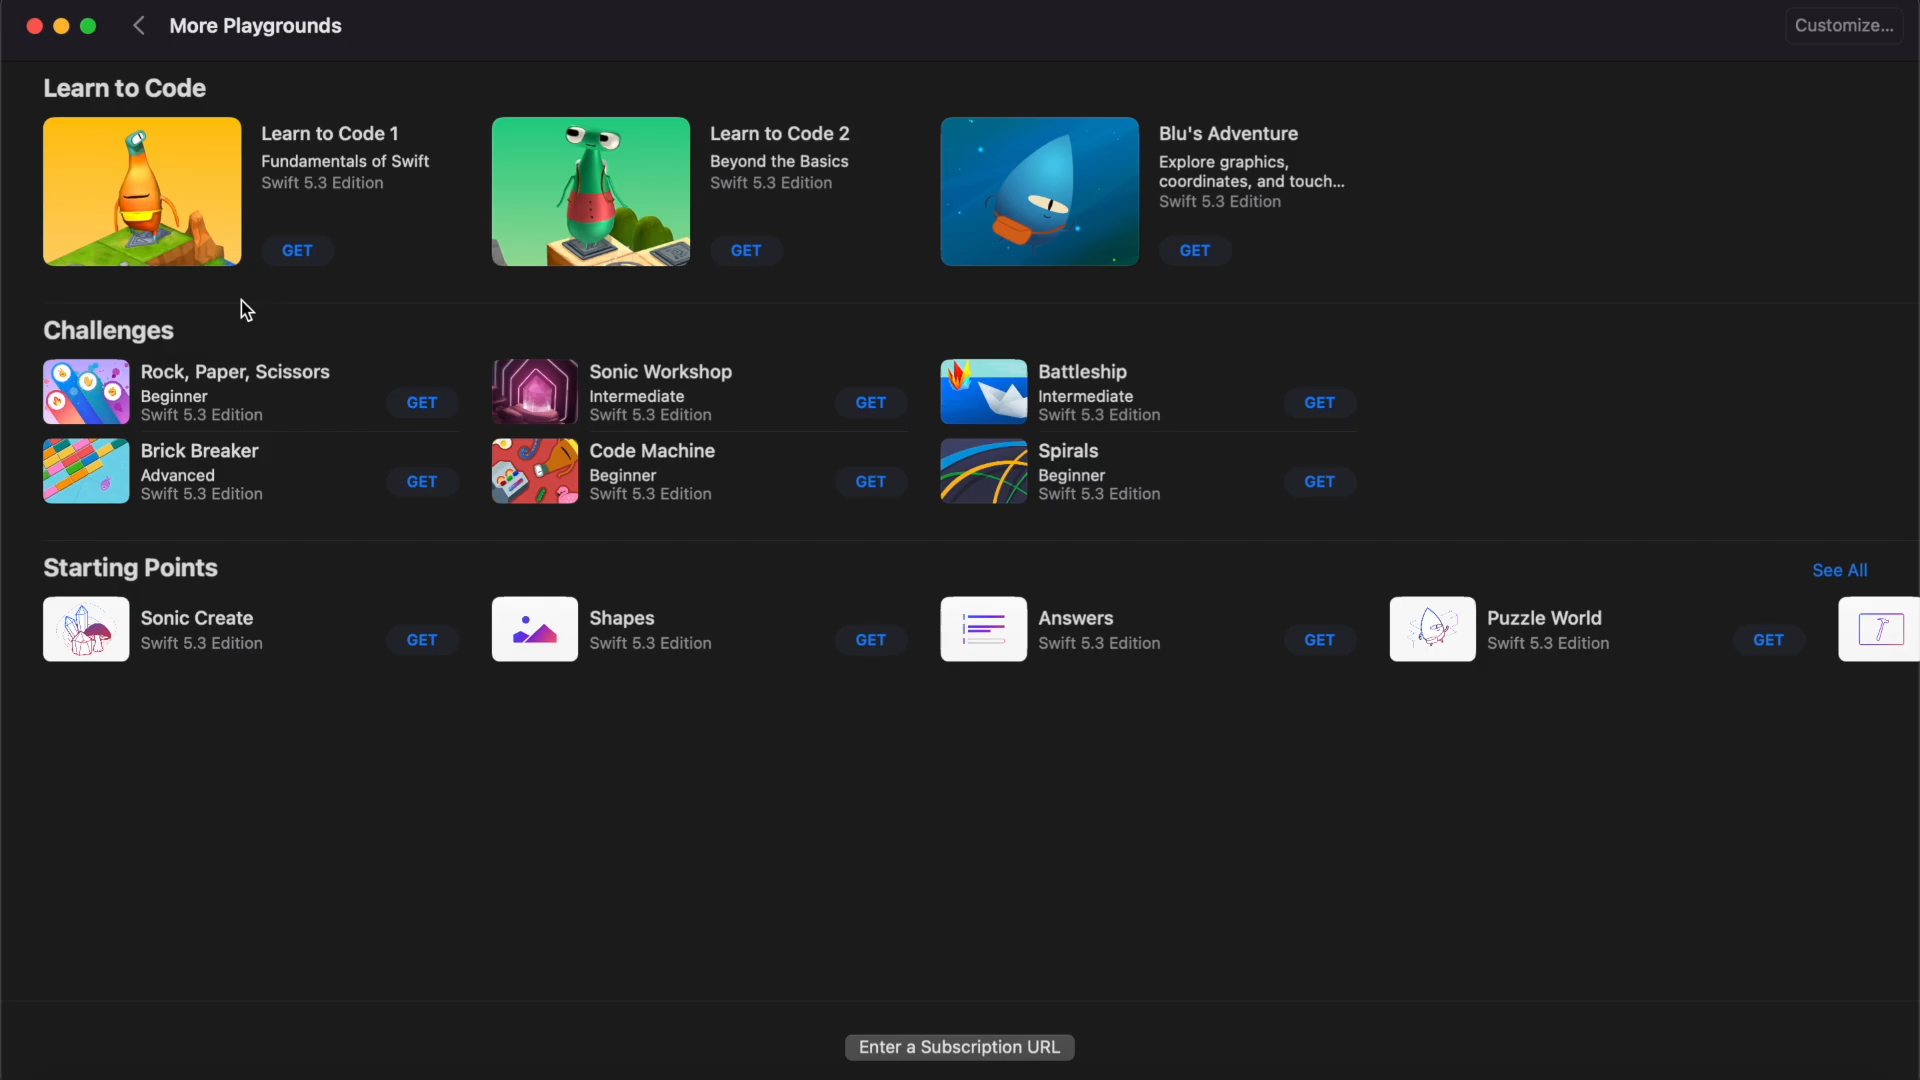 More Playgrounds
Customize...
Learn to Code
Learn to Code 1
Fundamentals of Swift
Swift 5.3 Edition
GET
Learn to Code 2
Beyond the Basics
Swift 5.3 Edition
GET
Blu's Adventure
Explore graphics,
coordinates, and touch...
Swift 5.3 Edition
GET
Challenges
Rock, Paper, Scissors
Beginner
Swift 5.3 Edition
GET
Sonic Workshop
Intermediate
Swift 5.3 Edition
GET
Battleship
Intermediate
Swift 5.3 Edition
GET
Brick Breaker
Advanced
Swift 5.3 Edition
GET
Code Machine
Beginner
Swift 5.3 Edition
GET
Spirals
Beginner
Swift 5.3 Edition
GET
Starting Points
See All
Sonic Create
Swift 5.3 Edition
GET
Shapes
Swift 5.3 Edition
GET
Answers
Swift 5.3 Edition
GET
Puzzle World
Swift 5.3 Edition
GET
Enter a Subscription URL